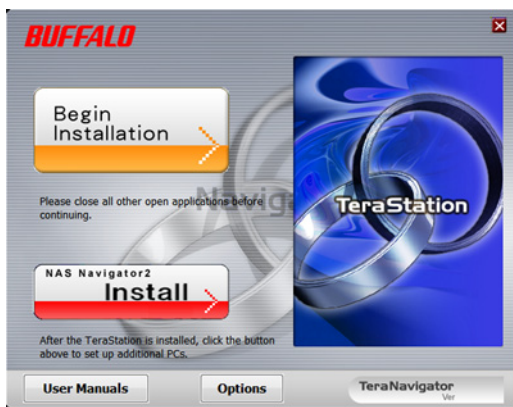 BUFFALO
Begin
Installation
Please close all other open applications before
continuing.
Naviga
TeraStation
NAS Navigator2
Install
After the TeraStation is installed, click the button
above to set up additional PCs.
User Manuals
Options
TeraNavigator
Ver